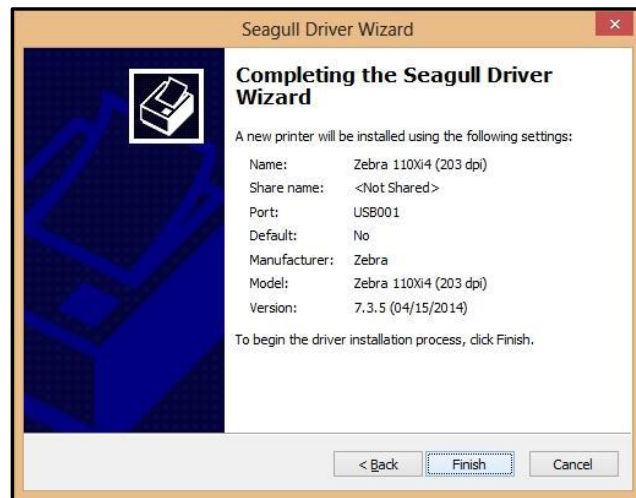 Seagull Driver Wizard
Completing the Seagull Driver
Wizard
A new printer will be installed using the following settings:
Name: Zebra 110Xi4 (203 dpi)
Share name: <Not Shared>
Port: USB001
Default: No
Manufacturer: Zebra
Model: Zebra 110Xi4 (203 dpi)
Version: 7.3.5 (04/15/2014)
To begin the driver installation process, click Finish.
< Back Finish Cancel